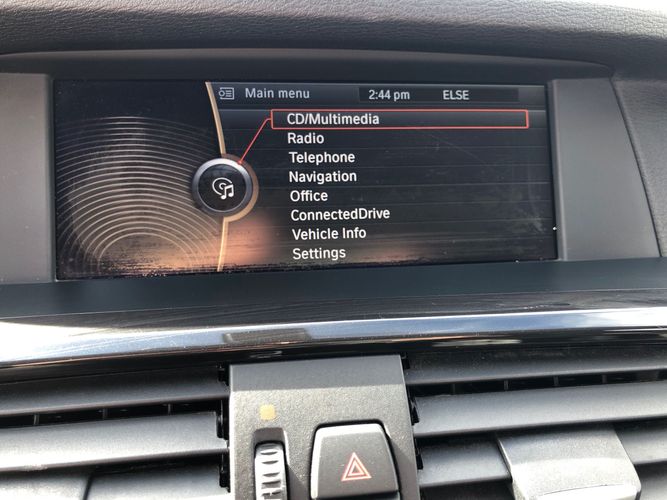 Main menu 2:44 pm ELSE
CD/Multimedia
Radio
Telephone
Navigation
Office
ConnectedDrive
Vehicle Info
Settings